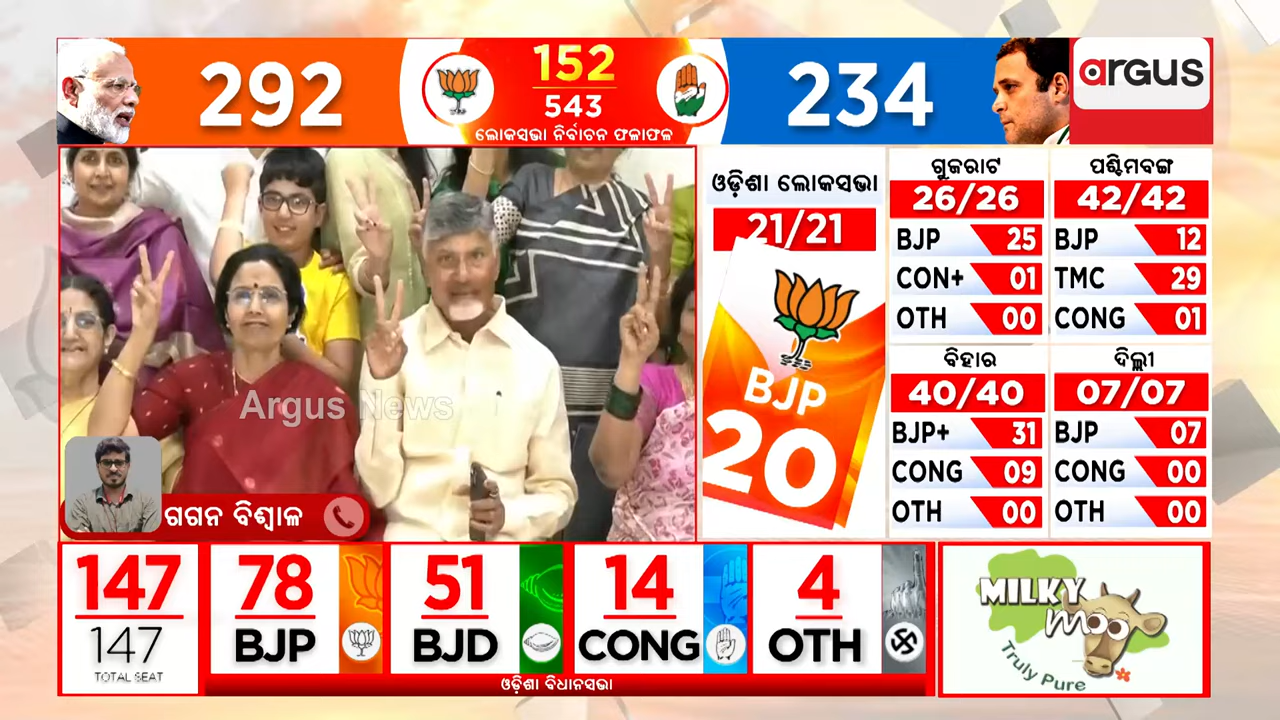 292
152
543
ଲୋକସଭା ନିର୍ବାଚନ ଫଳାଫଳ
234
argus
ଓଡ଼ିଶା ଲୋକସଭା
21/21
BJP
20
ଗୁଜରାଟ
26/26
BJP 25
CON+ 01
OTH 00
ପଶ୍ଚିମବଙ୍ଗ
42/42
BJP 12
TMC 29
CONG 01
ବିହାର
40/40
BJP+ 31
CONG 09
OTH 00
ଦିଲ୍ଲୀ
07/07
BJP 07
CONG 00
OTH 00
Argus News
ଗଗନ ବିଶ୍ୱାଳ
147
147
TOTAL SEAT
78
BJP
51
BJD
14
CONG
4
OTH
ଓଡ଼ିଶା ବିଧାନସଭା
MILKY
moo
Truly Pure